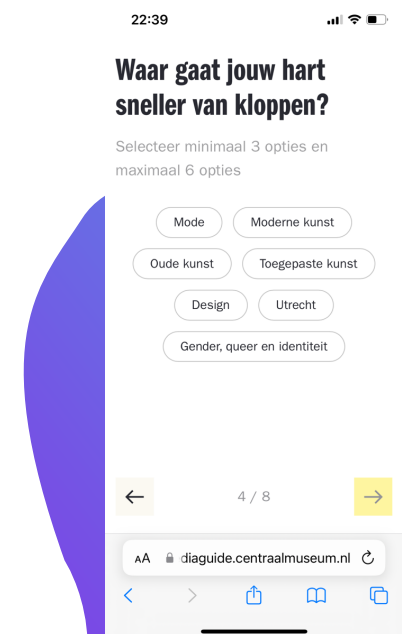 22:39
Waar gaat jouw hart
sneller van kloppen?
Selecteer minimaal 3 opties en
maximaal 6 opties
Mode
Moderne kunst
Oude kunst
Toegepaste kunst
Design
Utrecht
Gender, queer en identiteit
4 / 8
AA
diaguide.centraalmuseum.nl